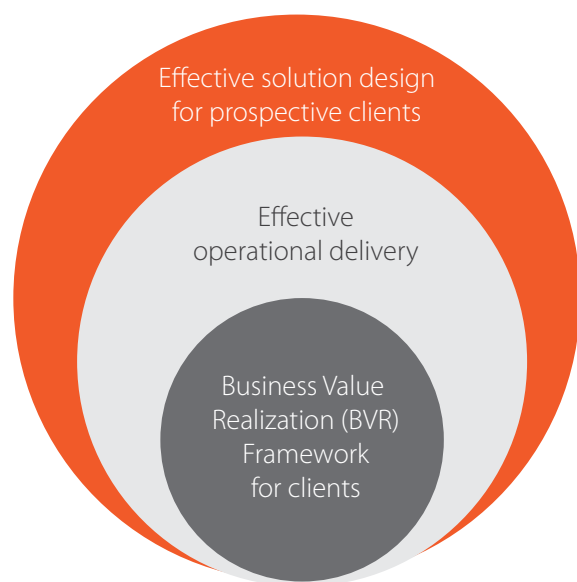 Effective solution design
for prospective clients
Effective
operational delivery
Business Value
Realization (BVR)
Framework
for clients